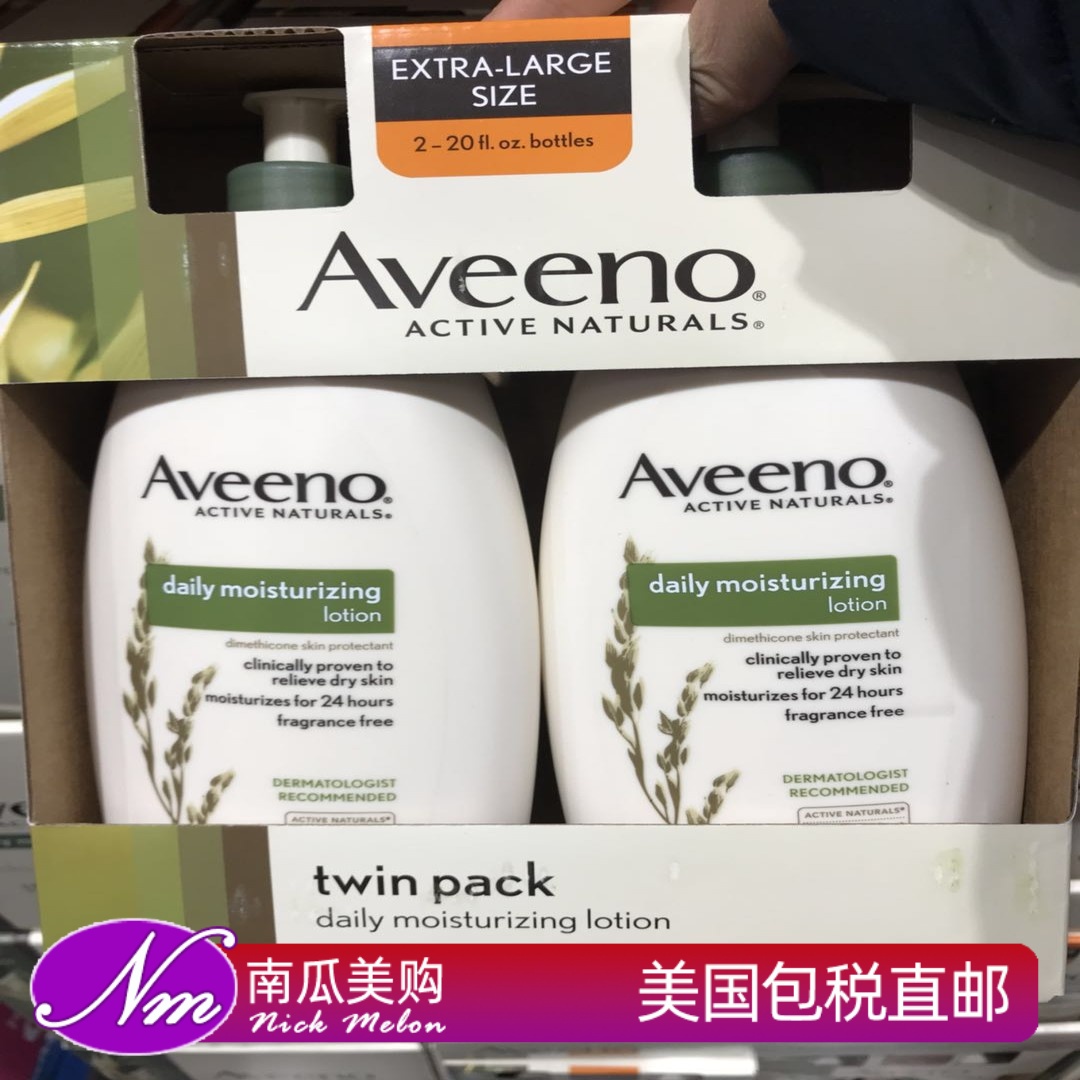 EXTRA-LARGE
SIZE
2 – 20 fl. oz. bottles
Aveeno®
ACTIVE NATURALS®
Aveeno®
ACTIVE NATURALS®
daily moisturizing
lotion
dimethicone skin protectant
clinically proven to
relieve dry skin
moisturizes for 24 hours
fragrance free
DERMATOLOGIST
RECOMMENDED
ACTIVE NATURALS®
Aveeno®
ACTIVE NATURALS®
daily moisturizing
lotion
dimethicone skin protectant
clinically proven to
relieve dry skin
moisturizes for 24 hours
fragrance free
DERMATOLOGIST
RECOMMENDED
ACTIVE NATURALS®
twin pack
daily moisturizing lotion
Nm
南瓜美购
Nick Melon
美国包税直邮